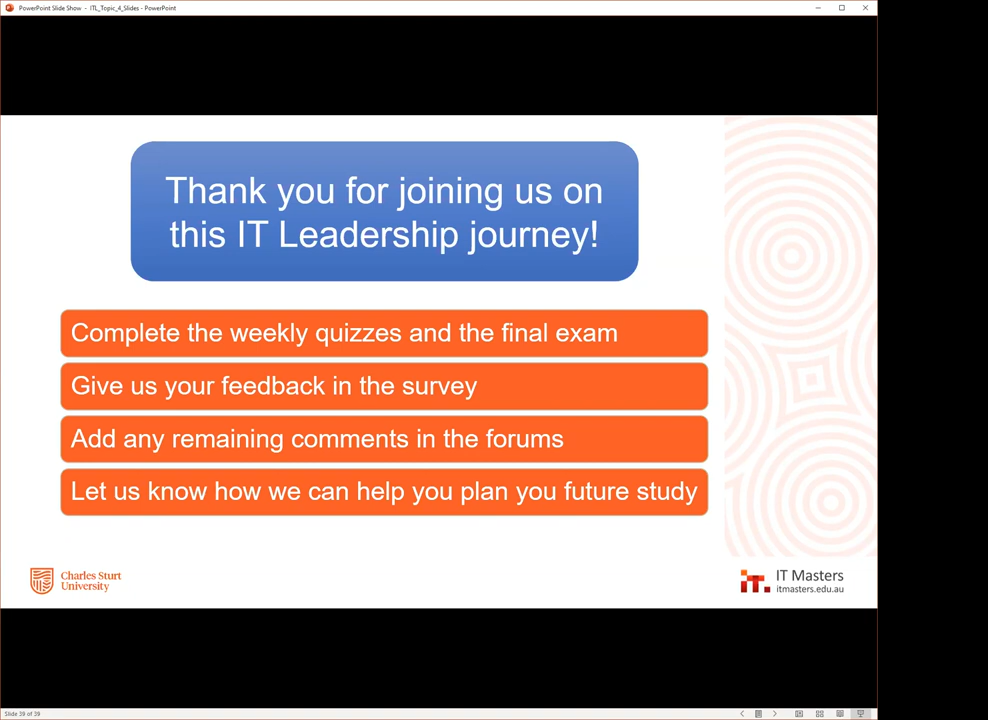 PowerPoint Slide Show - ITL_Topic_4_Slides - PowerPoint
Thank you for joining us on
this IT Leadership journey!
Complete the weekly quizzes and the final exam
Give us your feedback in the survey
Add any remaining comments in the forums
Let us know how we can help you plan you future study
Charles Sturt
University
iT.
IT Masters
itmasters.edu.au
Slide 39 of 39